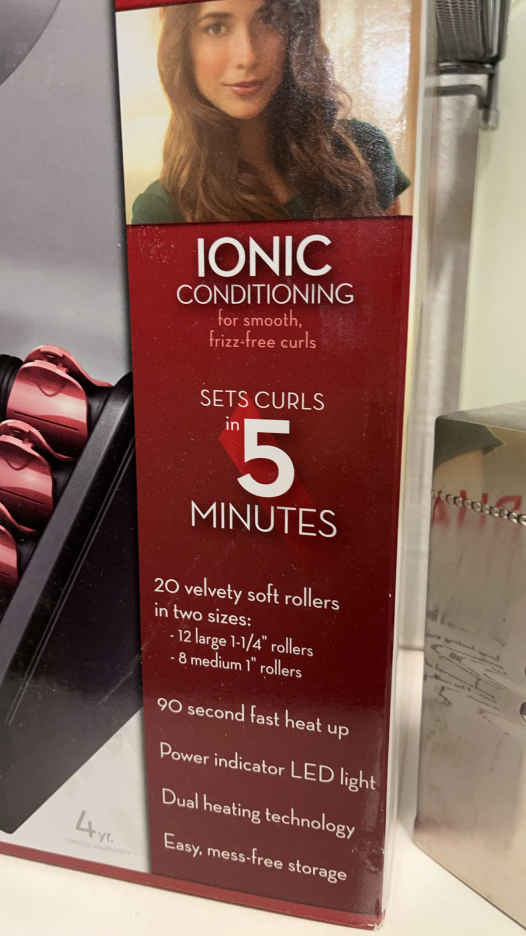 IONIC
CONDITIONING
for smooth,
frizz-free curls
SETS CURLS
in 5
MINUTES
20 velvety soft rollers
in two sizes:
- 12 large 1-1/4" rollers
- 8 medium 1" rollers
90 second fast heat up
Power indicator LED light
Dual heating technology
Easy, mess-free storage
4 yr.